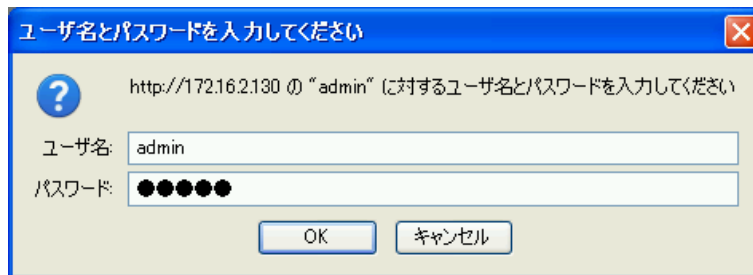 ユーザ名とパスワードを入力してください
http://172.16.2.130 の "admin" に対するユーザ名とパスワードを入力してください
ユーザ名: admin
パスワード: ●●●●●
OK キャンセル